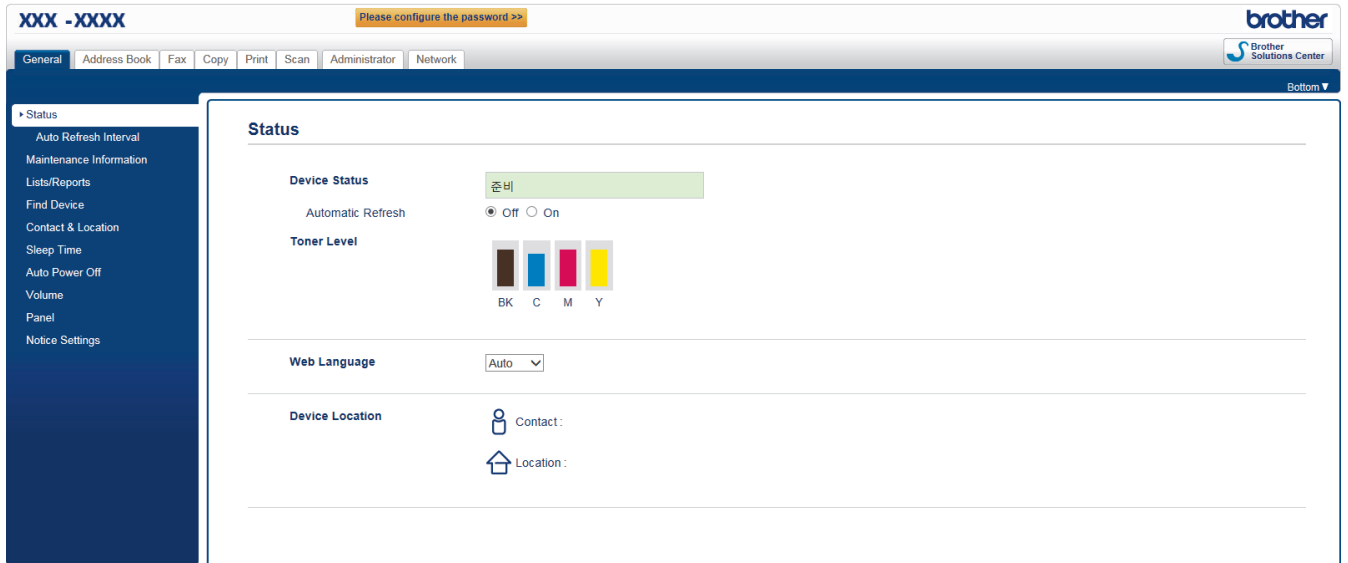 XXX -XXXX
Please configure the password >>
brother
General Address Book Fax Copy Print Scan Administrator Network
Brother
Solutions Center
Bottom▼
Status
Auto Refresh Interval
Maintenance Information
Lists/Reports
Find Device
Contact & Location
Sleep Time
Auto Power Off
Volume
Panel
Notice Settings
Status
Device Status 준비
Automatic Refresh Off On
Toner Level
BK C M Y
Web Language Auto
Device Location Contact :
Location :